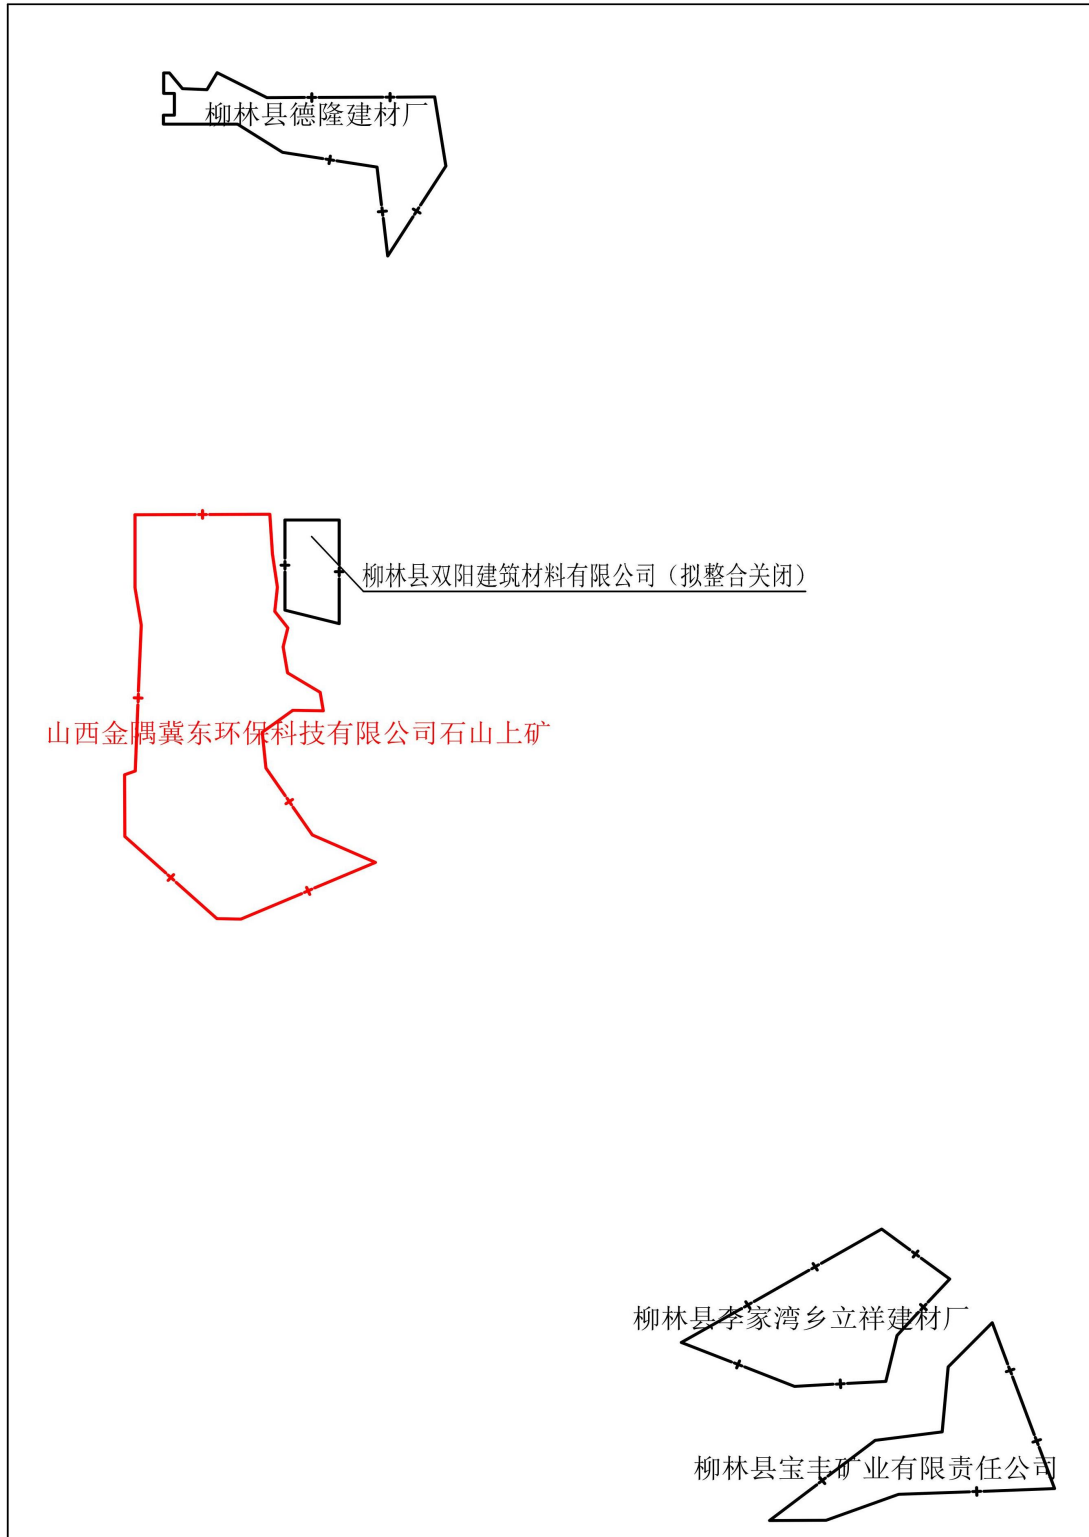 柳林县德隆建材厂
柳林县双阳建筑材料有限公司（拟整合关闭）
山西金隅冀东环保科技有限公司石山上矿
柳林县李家湾乡立祥建材厂
柳林县宝丰矿业有限责任公司